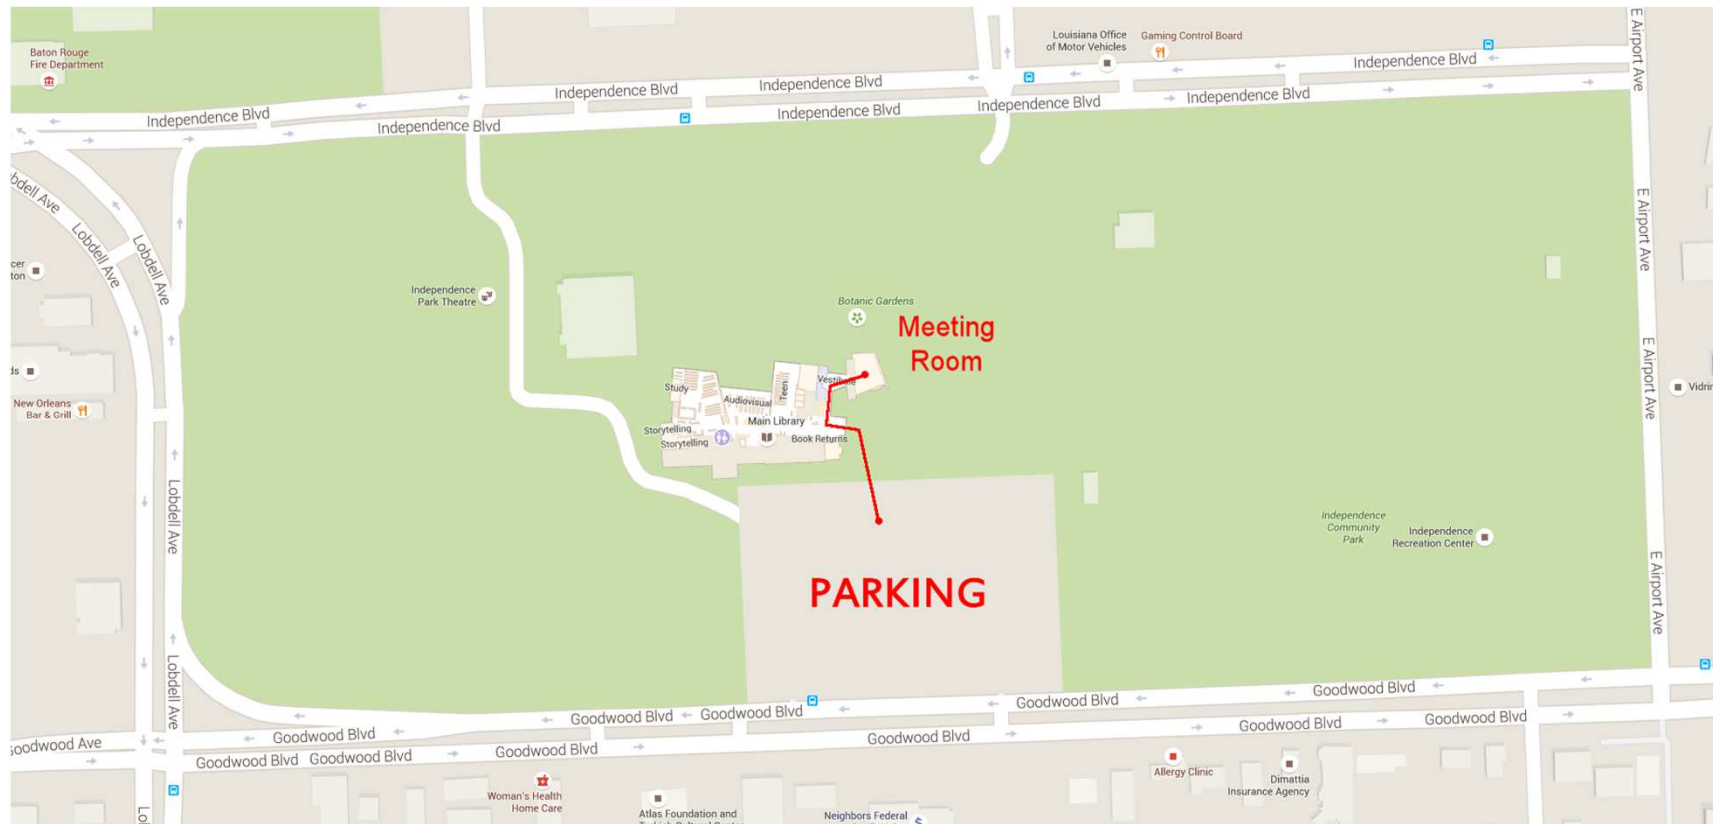 Baton Rouge
Fire Department
Louisiana Office
of Motor Vehicles
Gaming Control Board
E Airport Ave
Independence Blvd
Independence Blvd
Independence Blvd
Independence Blvd
Independence Blvd
Independence Blvd
Independence Blvd
Independence Blvd
Independence Blvd
Lobdell Ave
Lobdell Ave
E Airport Ave
Independence
Park Theatre
Botanic Gardens
Meeting
Room
E Airport Ave
New Orleans
Bar & Grill
Study
Audiovisual
Teen
Vestibule
Main Library
Storytelling
Storytelling
Book Returns
E Airport Ave
Lobdell Ave
Independence
Community
Park
Independence
Recreation Center
PARKING
E Airport Ave
Lobdell Ave
Goodwood Blvd
Goodwood Blvd
Goodwood Blvd
Goodwood Blvd
Goodwood Blvd
Goodwood Blvd
Goodwood Blvd
Goodwood Blvd
Goodwood Blvd
Goodwood Blvd
Goodwood Blvd
Goodwood Blvd
Allergy Clinic
Dimattia
Insurance Agency
Woman's Health
Home Care
Atlas Foundation and
Neighbors Federal